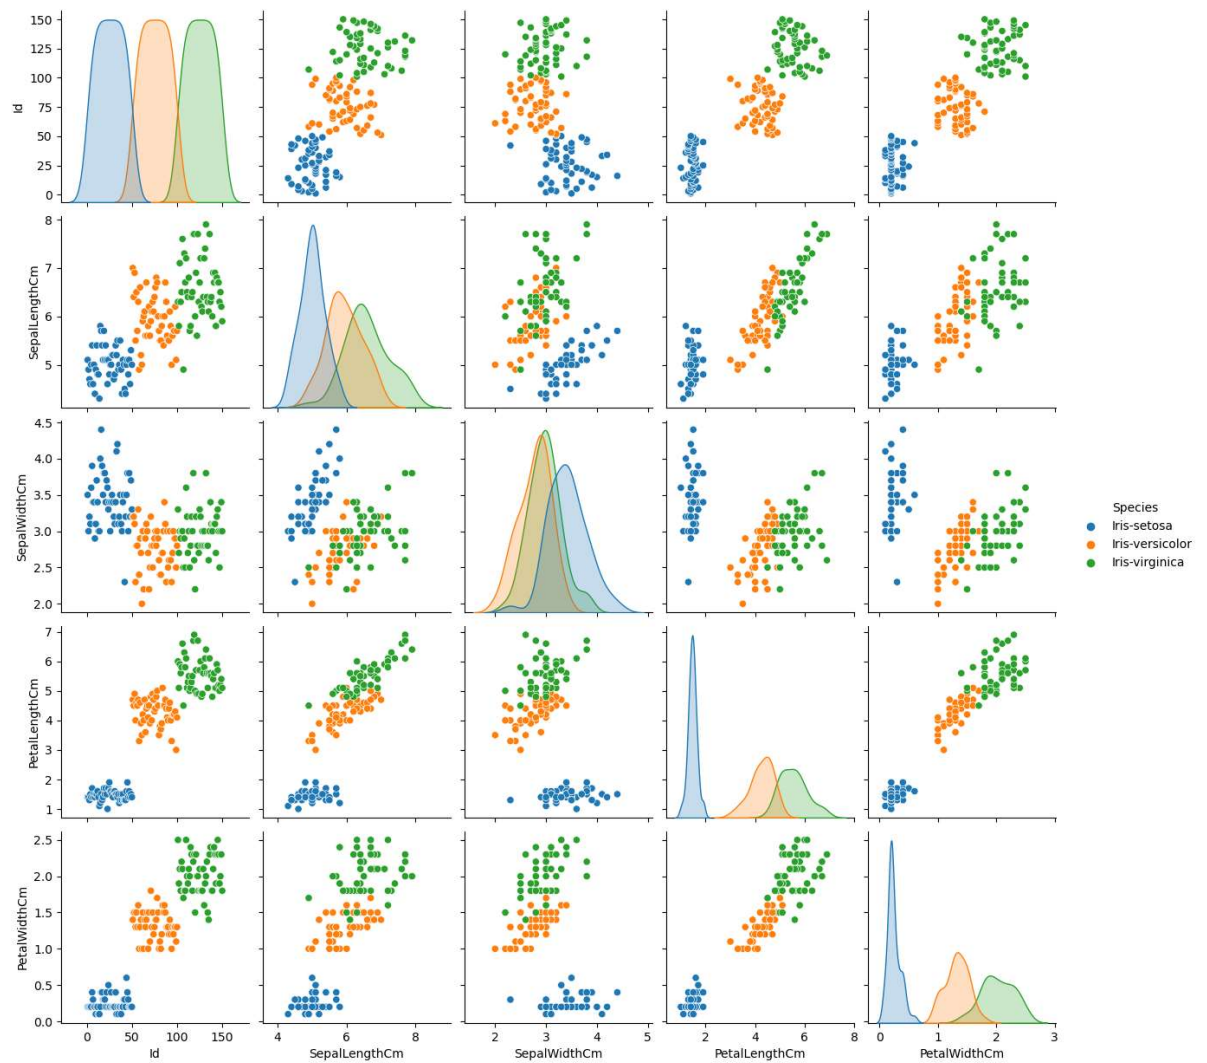 150
125
100
75
50
25
0
Id
8
7
6
5
SepalLengthCm
4.5
4.0
3.5
3.0
2.5
2.0
SepalWidthCm
Species
Iris-setosa
Iris-versicolor
Iris-virginica
7
6
5
4
3
2
1
PetalLengthCm
2.5
2.0
1.5
1.0
0.5
0.0
PetalWidthCm
0 50 100 150
Id
4 6 8
SepalLengthCm
2 3 4 5
SepalWidthCm
2 4 6 8
PetalLengthCm
0 1 2 3
PetalWidthCm